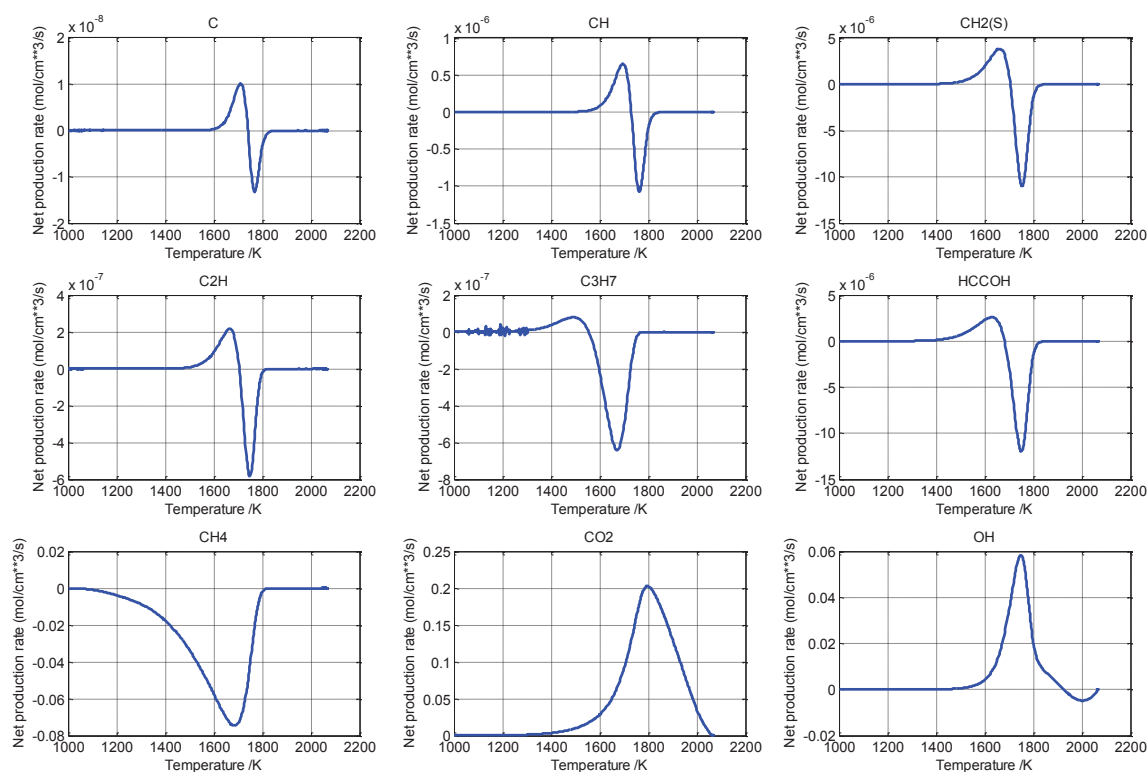 C
x 10^-8
Net production rate (mol/cm**3/s)
2
1
0
-1
-2
1000 1200 1400 1600 1800 2000 2200
Temperature /K
CH
x 10^-6
Net production rate (mol/cm**3/s)
1
0.5
0
-0.5
-1
-1.5
1000 1200 1400 1600 1800 2000 2200
Temperature /K
CH2(S)
x 10^-6
Net production rate (mol/cm**3/s)
5
0
-5
-10
-15
1000 1200 1400 1600 1800 2000 2200
Temperature /K
C2H
x 10^-7
Net production rate (mol/cm**3/s)
4
2
0
-2
-4
-6
1000 1200 1400 1600 1800 2000 2200
Temperature /K
C3H7
x 10^-7
Net production rate (mol/cm**3/s)
4
2
0
-2
-4
-6
-8
1000 1200 1400 1600 1800 2000 2200
Temperature /K
HCCOH
x 10^-6
Net production rate (mol/cm**3/s)
5
0
-5
-10
-15
1000 1200 1400 1600 1800 2000 2200
Temperature /K
CH4
Net production rate (mol/cm**3/s)
0.02
0
-0.02
-0.04
-0.06
-0.08
1000 1200 1400 1600 1800 2000 2200
Temperature /K
CO2
Net production rate (mol/cm**3/s)
0.25
0.20
0.15
0.1
0.05
0
1000 1200 1400 1600 1800 2000 2200
Temperature /K
OH
Net production rate (mol/cm**3/s)
0.06
0.04
0.02
0
-0.02
1000 1200 1400 1600 1800 2000 2200
Temperature /K